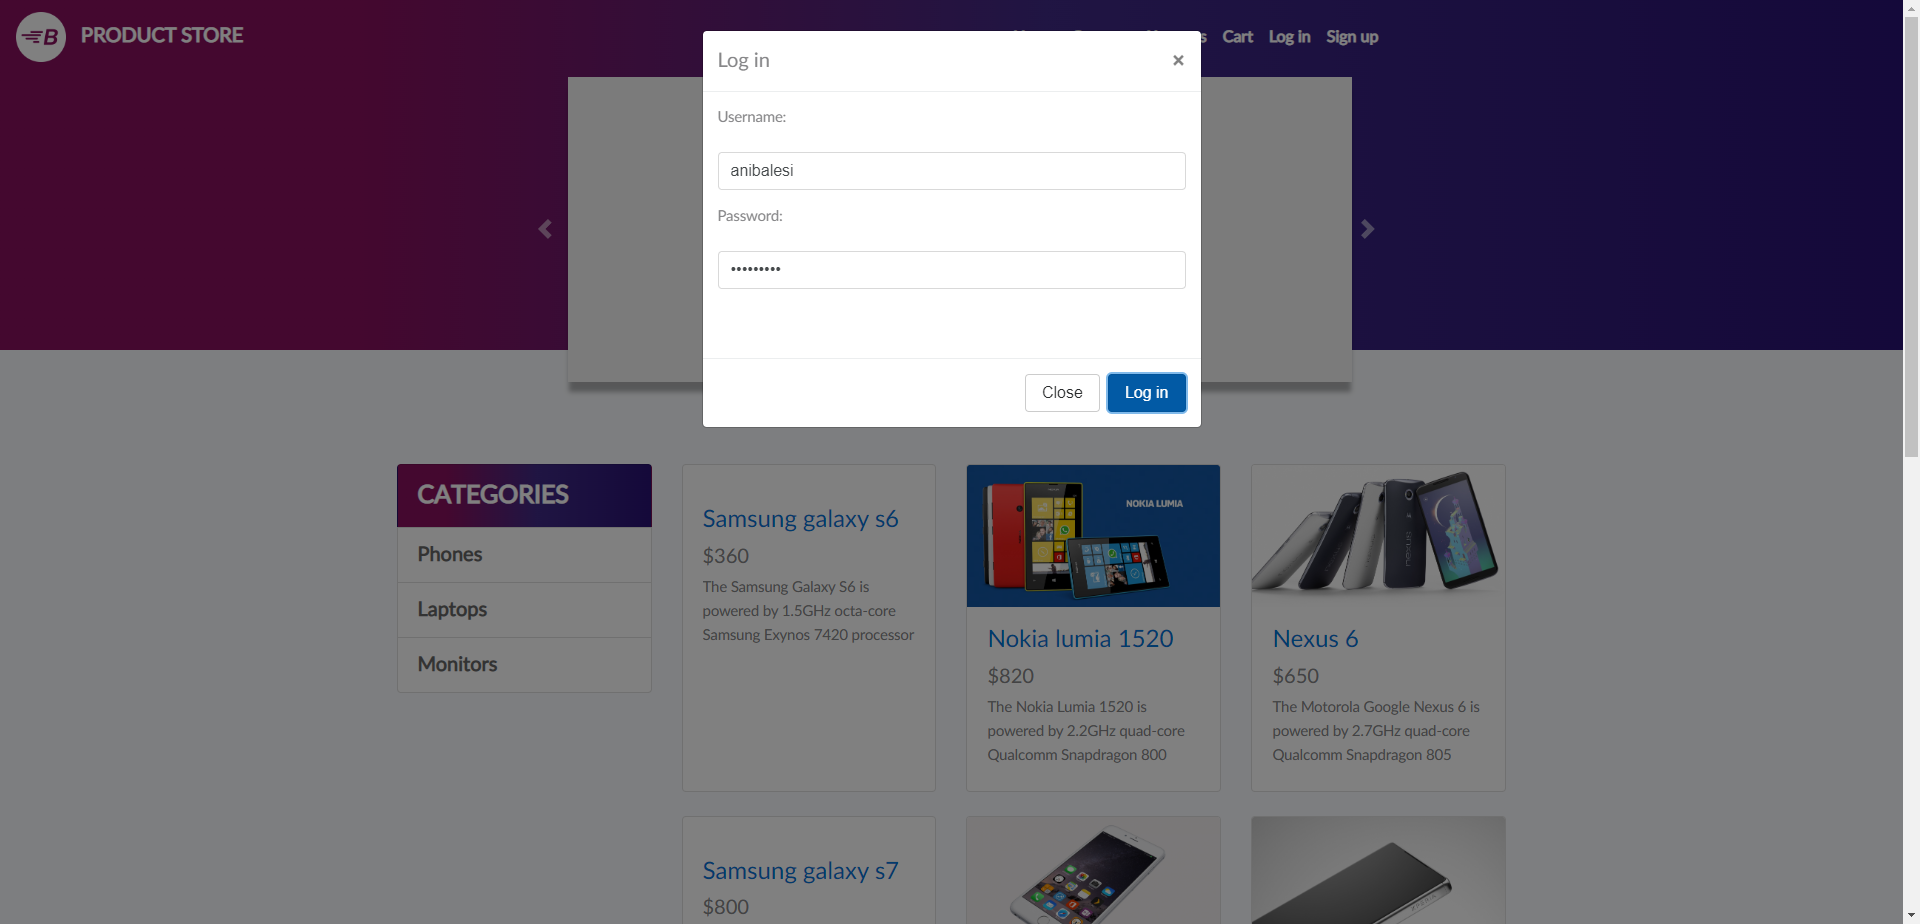 B PRODUCT STORE
Cart Log in Sign up
Log in
×
Username:
anibalesi
Password:
•••••••••
Close Log in
CATEGORIES
Phones
Laptops
Monitors
Samsung galaxy s6
$360
The Samsung Galaxy S6 is
powered by 1.5GHz octa-core
Samsung Exynos 7420 processor
NOKIA LUMIA
Nokia lumia 1520
$820
The Nokia Lumia 1520 is
powered by 2.2GHz quad-core
Qualcomm Snapdragon 800
nexus
Nexus 6
$650
The Motorola Google Nexus 6 is
powered by 2.7GHz quad-core
Qualcomm Snapdragon 805
Samsung galaxy s7
$800
XPERIA